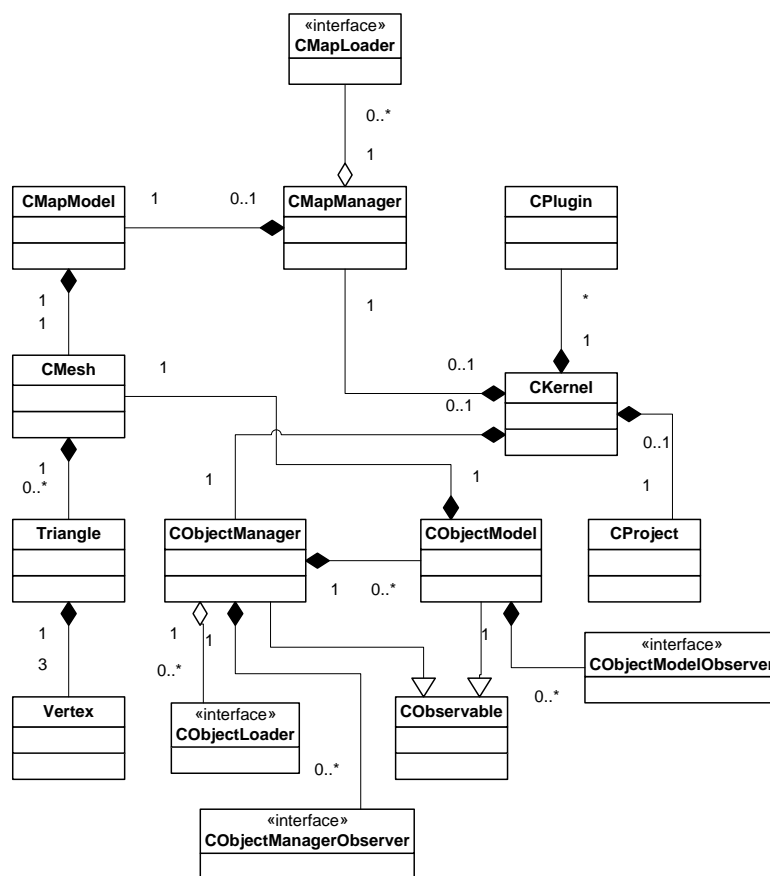 «interface»
CMapLoader
0..*
1
CMapModel
1
0..1
CMapManager
CPlugin
1
1
1
*
1
CMesh
1
0..1
0..1
CKernel
1
0..*
1
1
0..1
1
Triangle
CObjectManager
CObjectModel
CProject
1
0..*
1
3
1
1
0..*
1
0..*
«interface»
CObjectModelObserver
Vertex
«interface»
CObjectLoader
CObservable
0..*
«interface»
CObjectManagerObserver